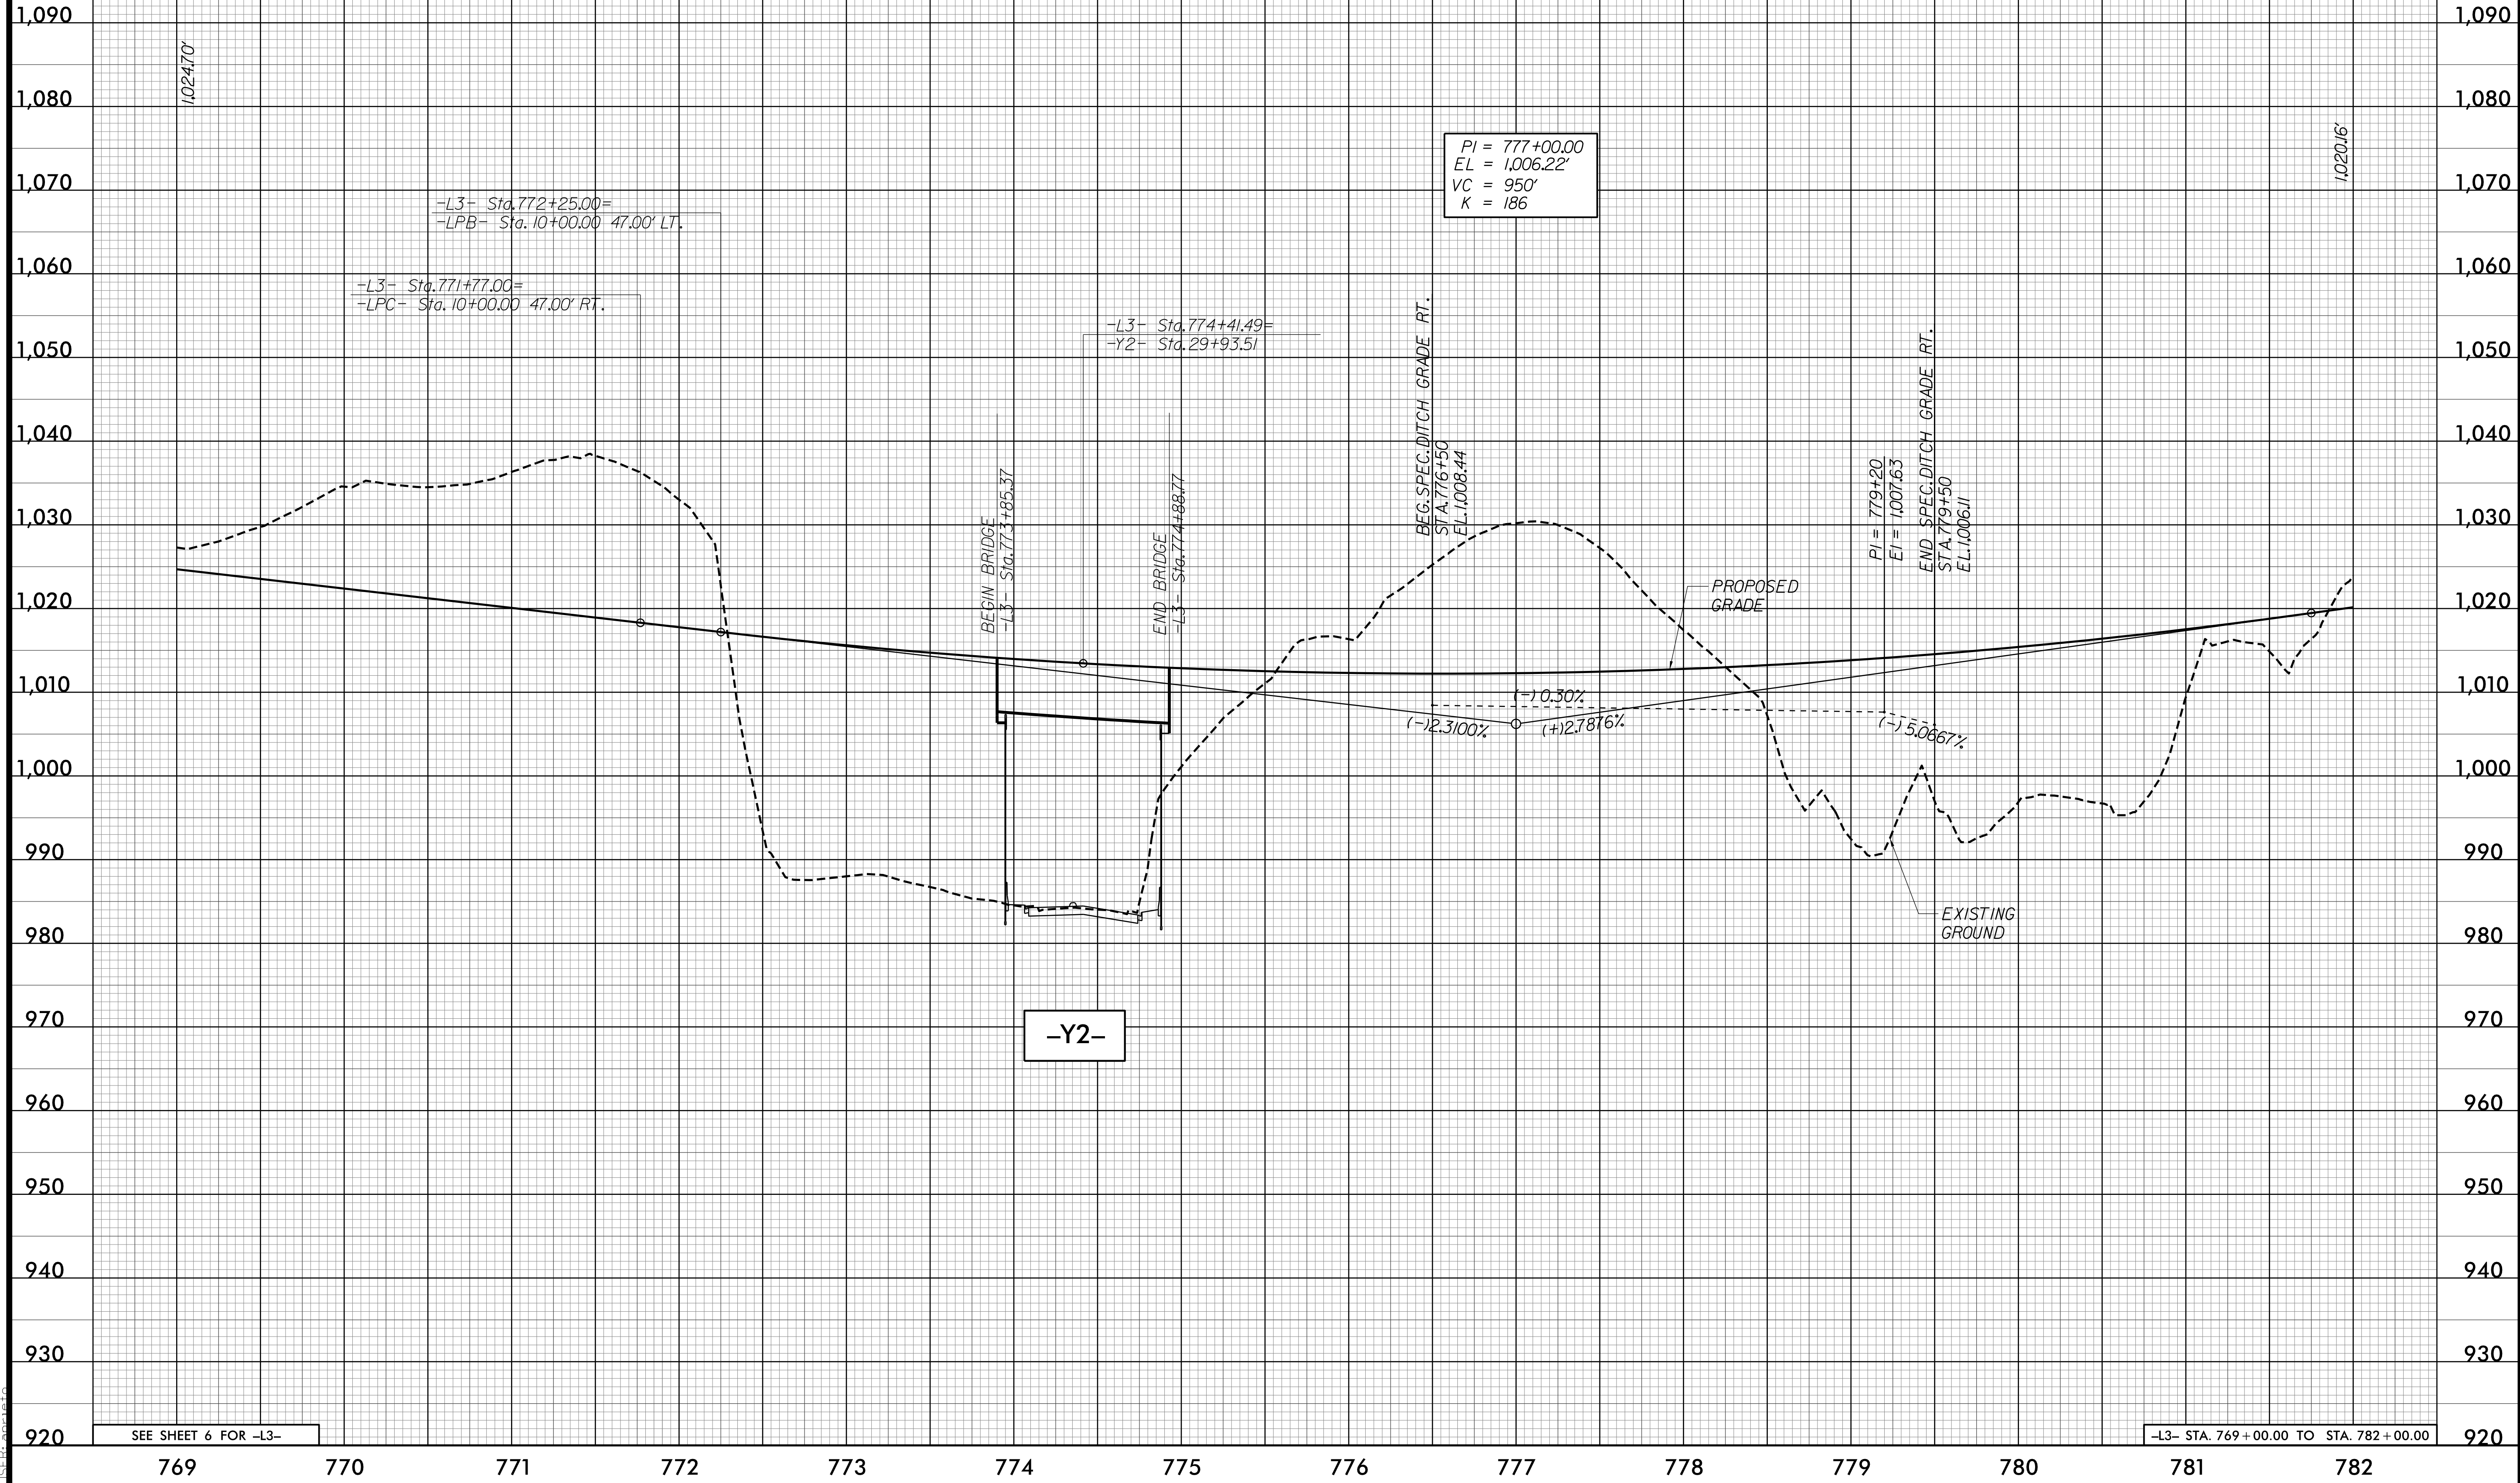 1,090
1,090
1,024.70'
1,080
1,080
1,020.16'
PI = 777+00.00
EL = 1,006.22'
VC = 950'
K = 186
1,070
1,070
-L3- Sta. 772+25.00=
-LPB- Sta. 10+00.00 47.00' LT.
1,060
1,060
-L3- Sta. 771+77.00=
-LPC- Sta. 10+00.00 47.00' RT.
-L3- Sta. 774+41.49=
-Y2- Sta. 29+93.51
1,050
1,050
BEG. SPEC. DITCH GRADE RT.
STA. 776+50
EL. 1,008.44
1,040
1,040
PI = 779+20
El = 1,007.63
END SPEC. DITCH GRADE RT.
STA. 779+50
EL. 1,006.11
1,030
1,030
BEGIN BRIDGE
-L3- Sta. 773+85.37
END BRIDGE
-L3- Sta. 774+88.77
PROPOSED
GRADE
1,020
1,020
1,010
1,010
(-) 0.30%
(-)2.3100%
(+)2.7876%
(-) 5.0667%
1,000
1,000
990
990
EXISTING
GROUND
980
980
970
970
-Y2-
960
960
950
950
940
940
930
930
920
920
SEE SHEET 6 FOR -L3-
-L3- STA. 769+00.00 TO STA. 782+00.00
769 770 771 772 773 774 775 776 777 778 779 780 781 782